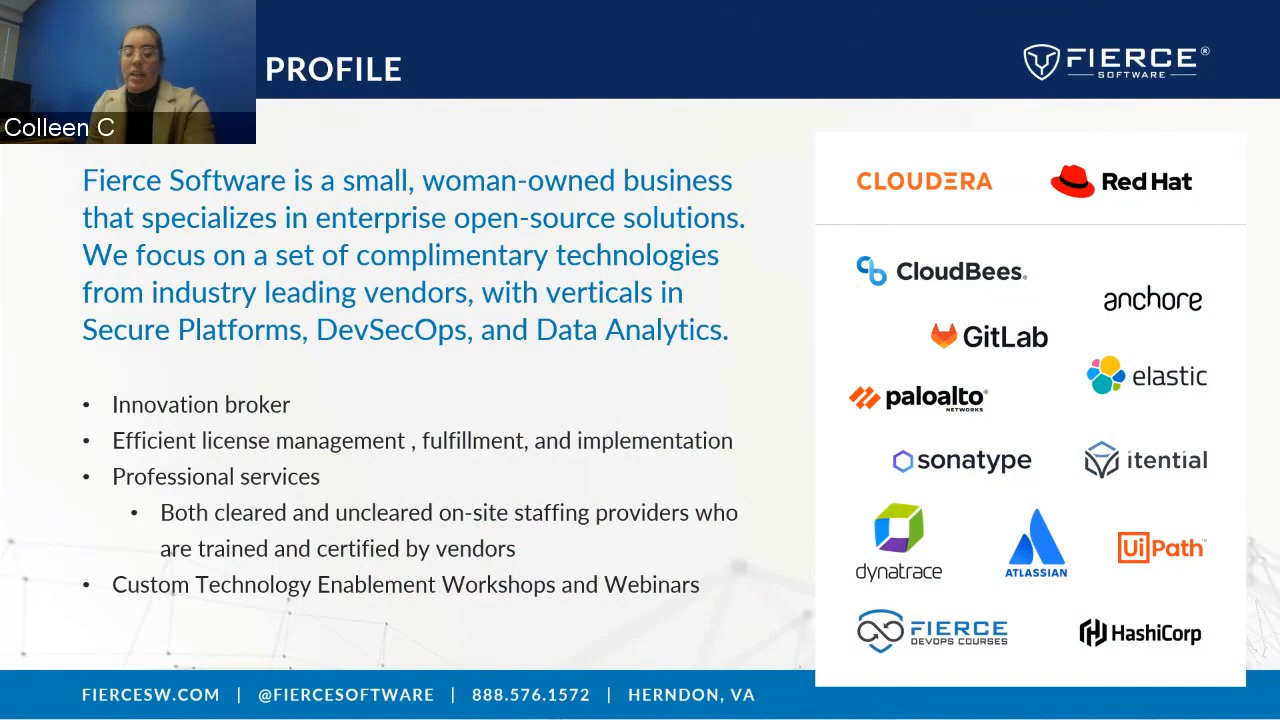 PROFILE
FIERCE®
SOFTWARE
Colleen C
Fierce Software is a small, woman-owned business
that specializes in enterprise open-source solutions.
We focus on a set of complimentary technologies
from industry leading vendors, with verticals in
Secure Platforms, DevSecOps, and Data Analytics.
• Innovation broker
• Efficient license management , fulfillment, and implementation
• Professional services
• Both cleared and uncleared on-site staffing providers who
are trained and certified by vendors
• Custom Technology Enablement Workshops and Webinars
CLOUDERA
Red Hat
CloudBees.
anchore
GitLab
elastic
paloalto®
NETWORKS
sonatype
itential
dynatrace
ATLASSIAN
UiPath™
FIERCE
DEVOPS COURSES
HashiCorp
FIERCESW.COM | @FIERCESOFTWARE | 888.576.1572 | HERNDON, VA